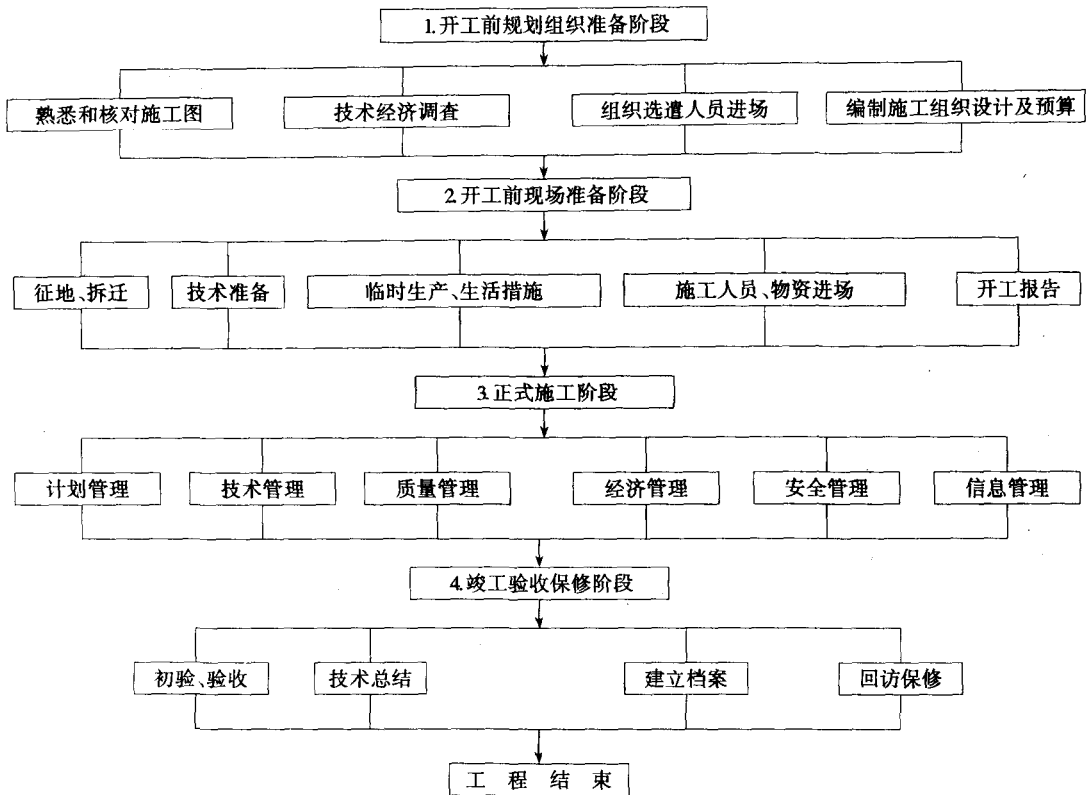 1.开工前规划组织准备阶段
熟悉和核对施工图 技术经济调查 组织选遣人员进场 编制施工组织设计及预算
2.开工前现场准备阶段
征地、拆迁 技术准备 临时生产、生活措施 施工人员、物资进场 开工报告
3.正式施工阶段
计划管理 技术管理 质量管理 经济管理 安全管理 信息管理
4.竣工验收保修阶段
初验、验收 技术总结 建立档案 回访保修
工 程 结 束